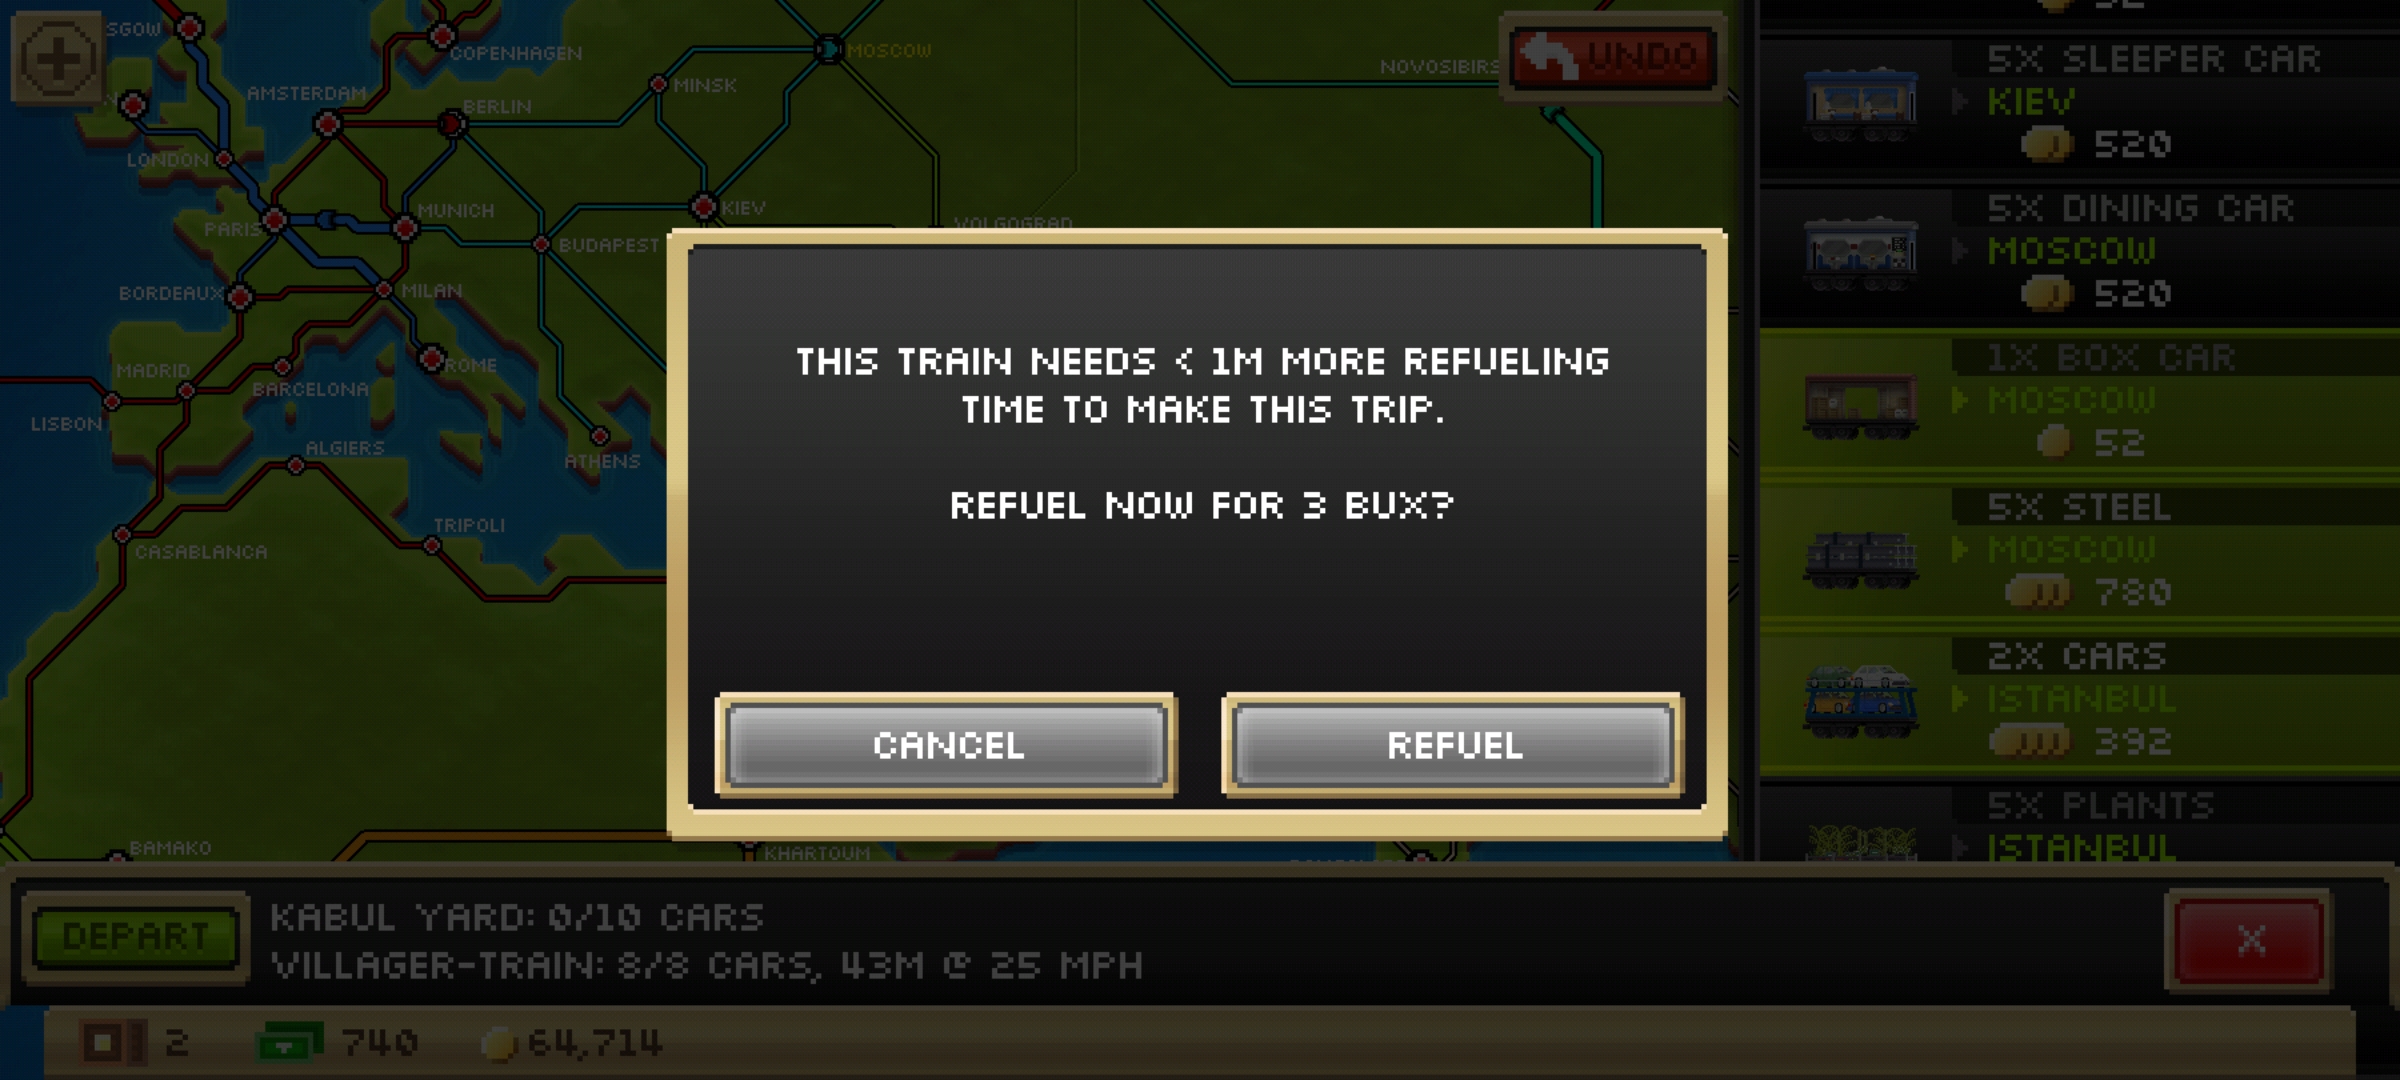 SGOW
COPENHAGEN
MOSCOW
NOVOSIBIRS
UNDO
MINSK
AMSTERDAM
BERLIN
LONDON
PARIS
MUNICH
KIEV
VOLGOGRAD
BUDAPEST
BORDEAUX
MILAN
MADRID
BARCELONA
ROME
LISBON
ALGIERS
ATHENS
TRIPOLI
CASABLANCA
BAMAKO
KHARTOUM
5X SLEEPER CAR
KIEV
520
5X DINING CAR
MOSCOW
520
1X BOX CAR
MOSCOW
52
5X STEEL
MOSCOW
780
2X CARS
ISTANBUL
392
5X PLANTS
ISTANBUL
THIS TRAIN NEEDS < 1M MORE REFUELING
TIME TO MAKE THIS TRIP.
REFUEL NOW FOR 3 BUX?
CANCEL
REFUEL
DEPART
KABUL YARD: 0/10 CARS
VILLAGER-TRAIN: 8/8 CARS, 43M @ 25 MPH
X
2
740
64,714